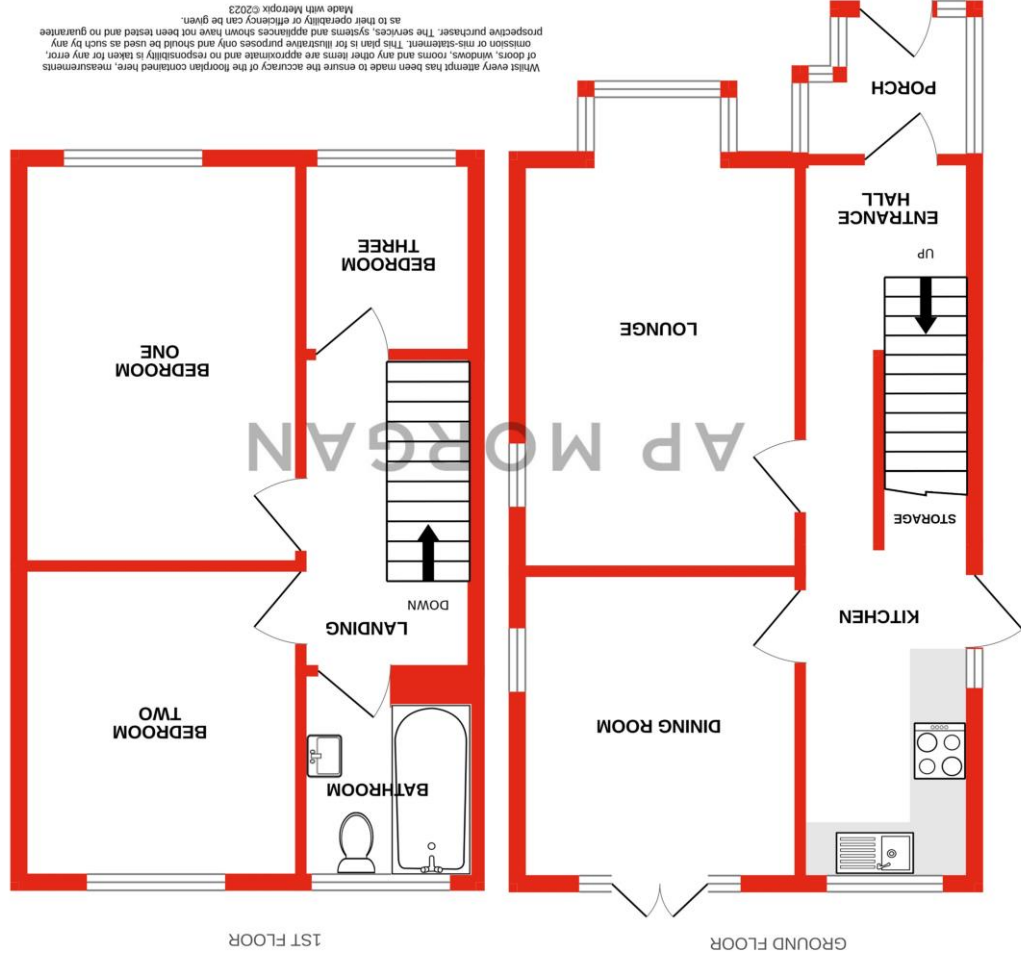 GROUND FLOOR
1ST FLOOR
KITCHEN
DINING ROOM
STORAGE
LOUNGE
UP
ENTRANCE
HALL
PORCH
BATHROOM
BEDROOM
TWO
LANDING
DOWN
BEDROOM
ONE
BEDROOM
THREE
AP MORGAN
Whilst every attempt has been made to ensure the accuracy of the floorplan contained here, measurements
of doors, windows, rooms and any other items are approximate and no responsibility is taken for any error,
omission or mis-statement. This plan is for illustrative purposes only and should be used as such by any
prospective purchaser. The services, systems and appliances shown have not been tested and no guarantee
as to their operability or efficiency can be given.
Made with Metropix ©2023